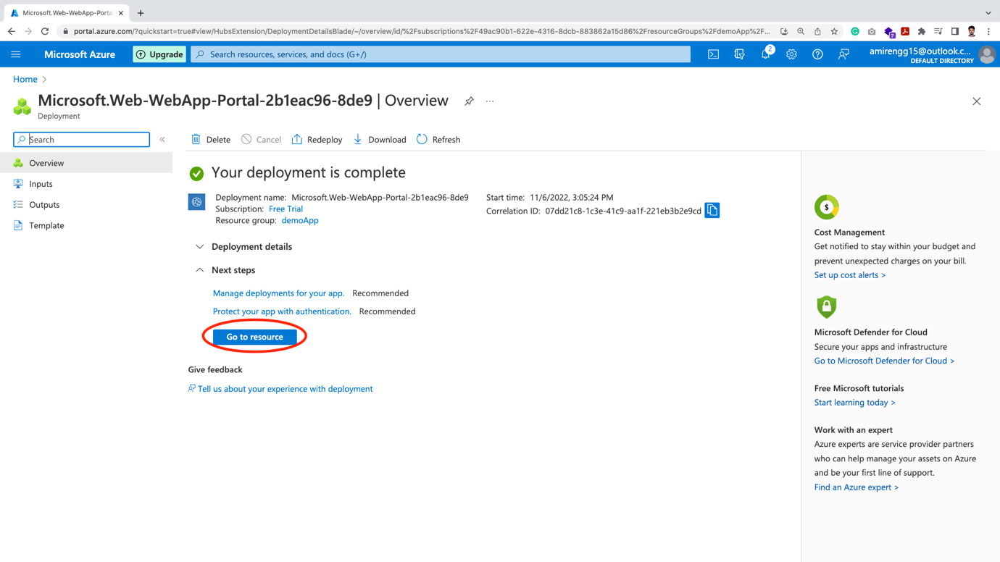 Microsoft.Web-WebApp-Porta
portal.azure.com/?quickstart=true#view/HubsExtension/DeploymentDetailsBlade/~/overview/id/%2Fsubscriptions%2F49ac90b1-622e-4316-8dcb-883862a15d86%2FresourceGroups%2FdemoApp%2F...
7
Microsoft Azure
Upgrade
Search resources, services, and docs (G+/)
2
amirengg15@outlook.c...
DEFAULT DIRECTORY
Home
Microsoft.Web-WebApp-Portal-2b1eac96-8de9 | Overview
Deployment
Search
Delete
Cancel
Redeploy
Download
Refresh
Overview
Inputs
Outputs
Template
Your deployment is complete
Deployment name: Microsoft.Web-WebApp-Portal-2b1eac96-8de9
Subscription: Free Trial
Resource group: demoApp
Start time: 11/6/2022, 3:05:24 PM
Correlation ID: 07dd21c8-1c3e-41c9-aa1f-221eb3b2e9cd
Deployment details
Next steps
Manage deployments for your app. Recommended
Protect your app with authentication. Recommended
Go to resource
Give feedback
Tell us about your experience with deployment
$
Cost Management
Get notified to stay within your budget and
prevent unexpected charges on your bill.
Set up cost alerts >
Microsoft Defender for Cloud
Secure your apps and infrastructure
Go to Microsoft Defender for Cloud >
Free Microsoft tutorials
Start learning today >
Work with an expert
Azure experts are service provider partners
who can help manage your assets on Azure
and be your first line of support.
Find an Azure expert >